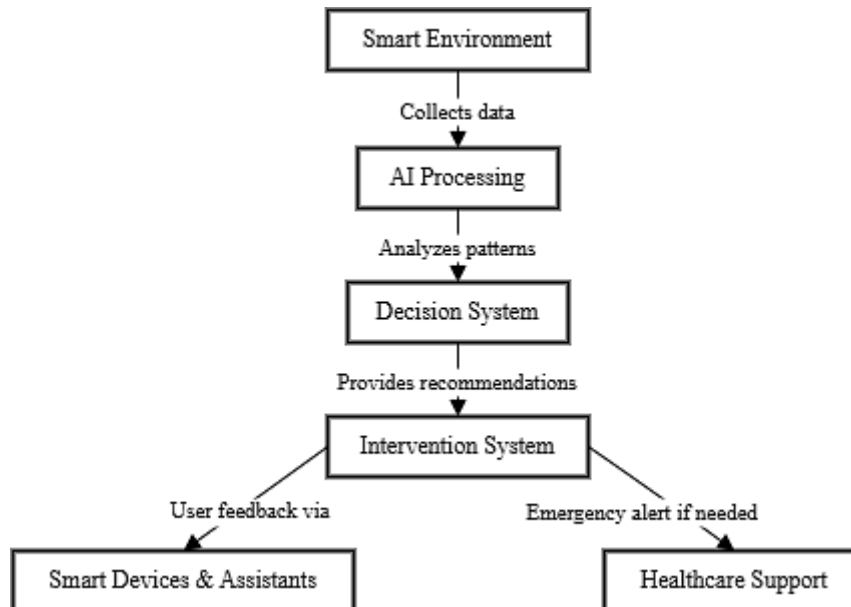 Smart Environment
Collects data
AI Processing
Analyzes patterns
Decision System
Provides recommendations
Intervention System
User feedback via
Emergency alert if needed
Smart Devices & Assistants
Healthcare Support